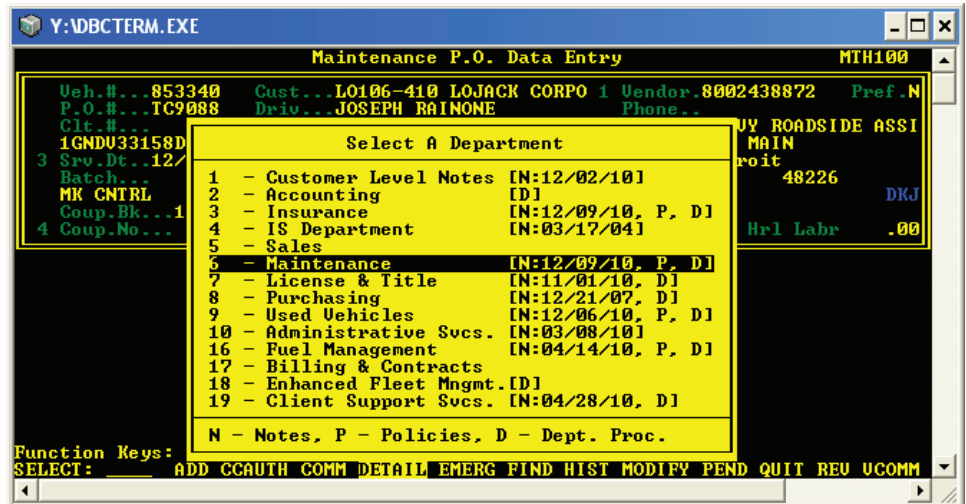 Y:\DBCTERM.EXE
Maintenance P.O. Data Entry MTH100
Veh.#...853340 Cust...LO106-410 LOJACK CORPO 1 Vendor.8002438872 Pref.N
P.O.#...TC9088 Driv...JOSEPH RAINONE Phone..
Clt.#... VY ROADSIDE ASSI
1GNDV33158D Select A Department MAIN
3 Srv.Dt..12/ roit
Batch... 1 - Customer Level Notes [N:12/02/10] 48226
MK CNTRL 2 - Accounting [D] DKJ
Coup.Bk...1 3 - Insurance [N:12/09/10, P, D]
4 Coup.No... 4 - IS Department [N:03/17/04] Hrl Labr .00
5 - Sales
6 - Maintenance [N:12/09/10, P, D]
7 - License & Title [N:11/01/10, D]
8 - Purchasing [N:12/21/07, D]
9 - Used Vehicles [N:12/06/10, P, D]
10 - Administrative Svcs. [N:03/08/10]
16 - Fuel Management [N:04/14/10, P, D]
17 - Billing & Contracts
18 - Enhanced Fleet Mngmt.[D]
19 - Client Support Svcs. [N:04/28/10, D]
N - Notes, P - Policies, D - Dept. Proc.
Function Keys:
SELECT: ____ ADD CCAUTH COMM DETAIL EMERG FIND HIST MODIFY PEND QUIT REV VCOMM